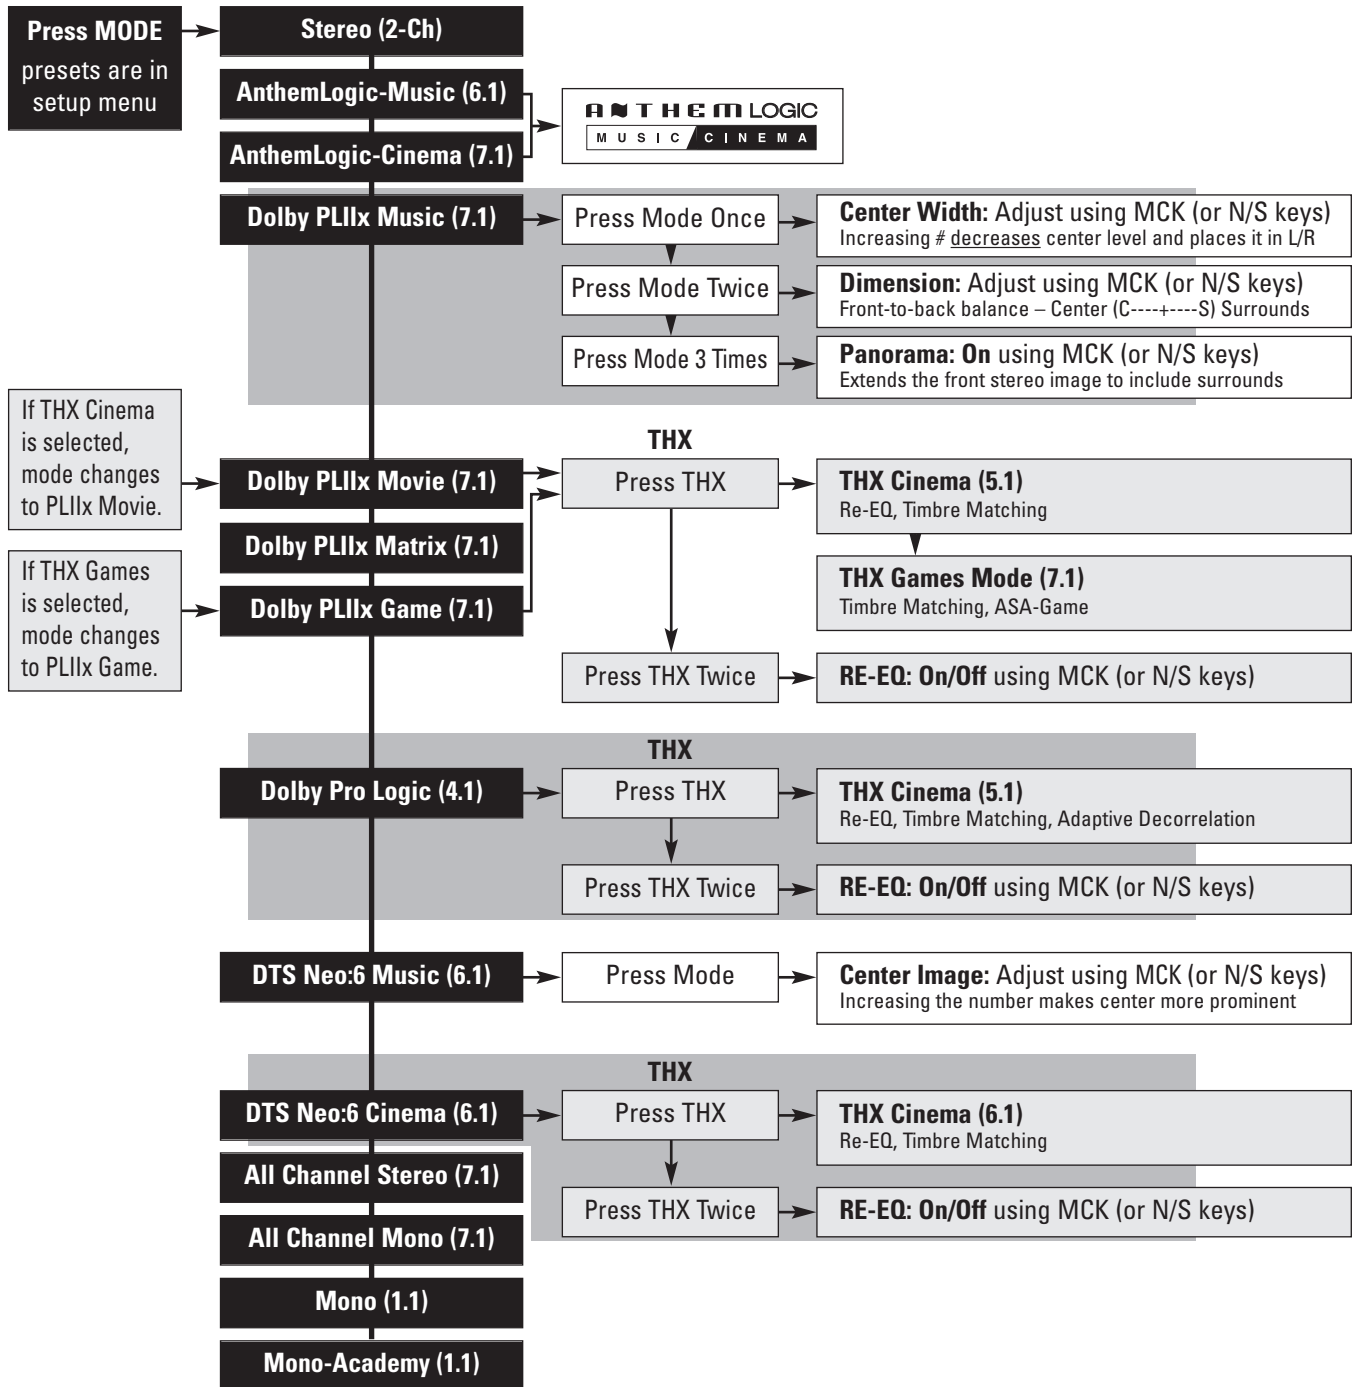 Press MODE
presets are in
setup menu
Stereo (2-Ch)
AnthemLogic-Music (6.1)
AnthemLogic-Cinema (7.1)
ANTHEM LOGIC
MUSIC/CINEMA
Dolby PLIIx Music (7.1)
Press Mode Once
Center Width: Adjust using MCK (or N/S keys)
Increasing # decreases center level and places it in L/R
Press Mode Twice
Dimension: Adjust using MCK (or N/S keys)
Front-to-back balance – Center (C----+----S) Surrounds
Press Mode 3 Times
Panorama: On using MCK (or N/S keys)
Extends the front stereo image to include surrounds
If THX Cinema
is selected,
mode changes
to PLIIx Movie.
Dolby PLIIx Movie (7.1)
THX
Press THX
THX Cinema (5.1)
Re-EQ, Timbre Matching
Dolby PLIIx Matrix (7.1)
If THX Games
is selected,
mode changes
to PLIIx Game.
Dolby PLIIx Game (7.1)
THX Games Mode (7.1)
Timbre Matching, ASA-Game
Press THX Twice
RE-EQ: On/Off using MCK (or N/S keys)
THX
Dolby Pro Logic (4.1)
Press THX
THX Cinema (5.1)
Re-EQ, Timbre Matching, Adaptive Decorrelation
Press THX Twice
RE-EQ: On/Off using MCK (or N/S keys)
DTS Neo:6 Music (6.1)
Press Mode
Center Image: Adjust using MCK (or N/S keys)
Increasing the number makes center more prominent
THX
DTS Neo:6 Cinema (6.1)
Press THX
THX Cinema (6.1)
Re-EQ, Timbre Matching
All Channel Stereo (7.1)
Press THX Twice
RE-EQ: On/Off using MCK (or N/S keys)
All Channel Mono (7.1)
Mono (1.1)
Mono-Academy (1.1)